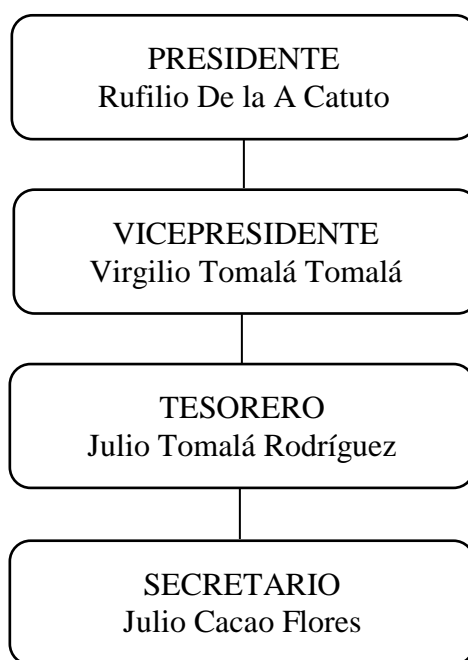 PRESIDENTE
Rufilio De la A Catuto
VICEPRESIDENTE
Virgilio Tomalá Tomalá
TESORERO
Julio Tomalá Rodríguez
SECRETARIO
Julio Cacao Flores